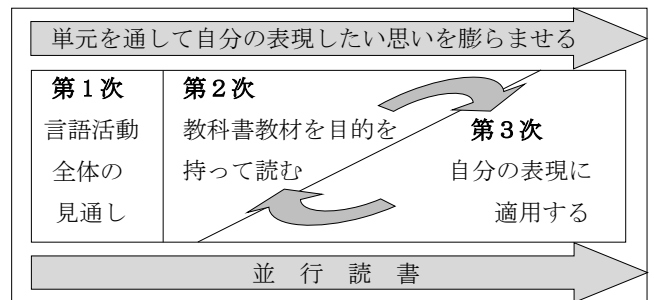 単元を通して自分の表現したい思いを膨らませる
第１次
言語活動
全体の
見通し
第２次
教科書教材を目的を
持って読む
第３次
自分の表現に
適用する
並行読書